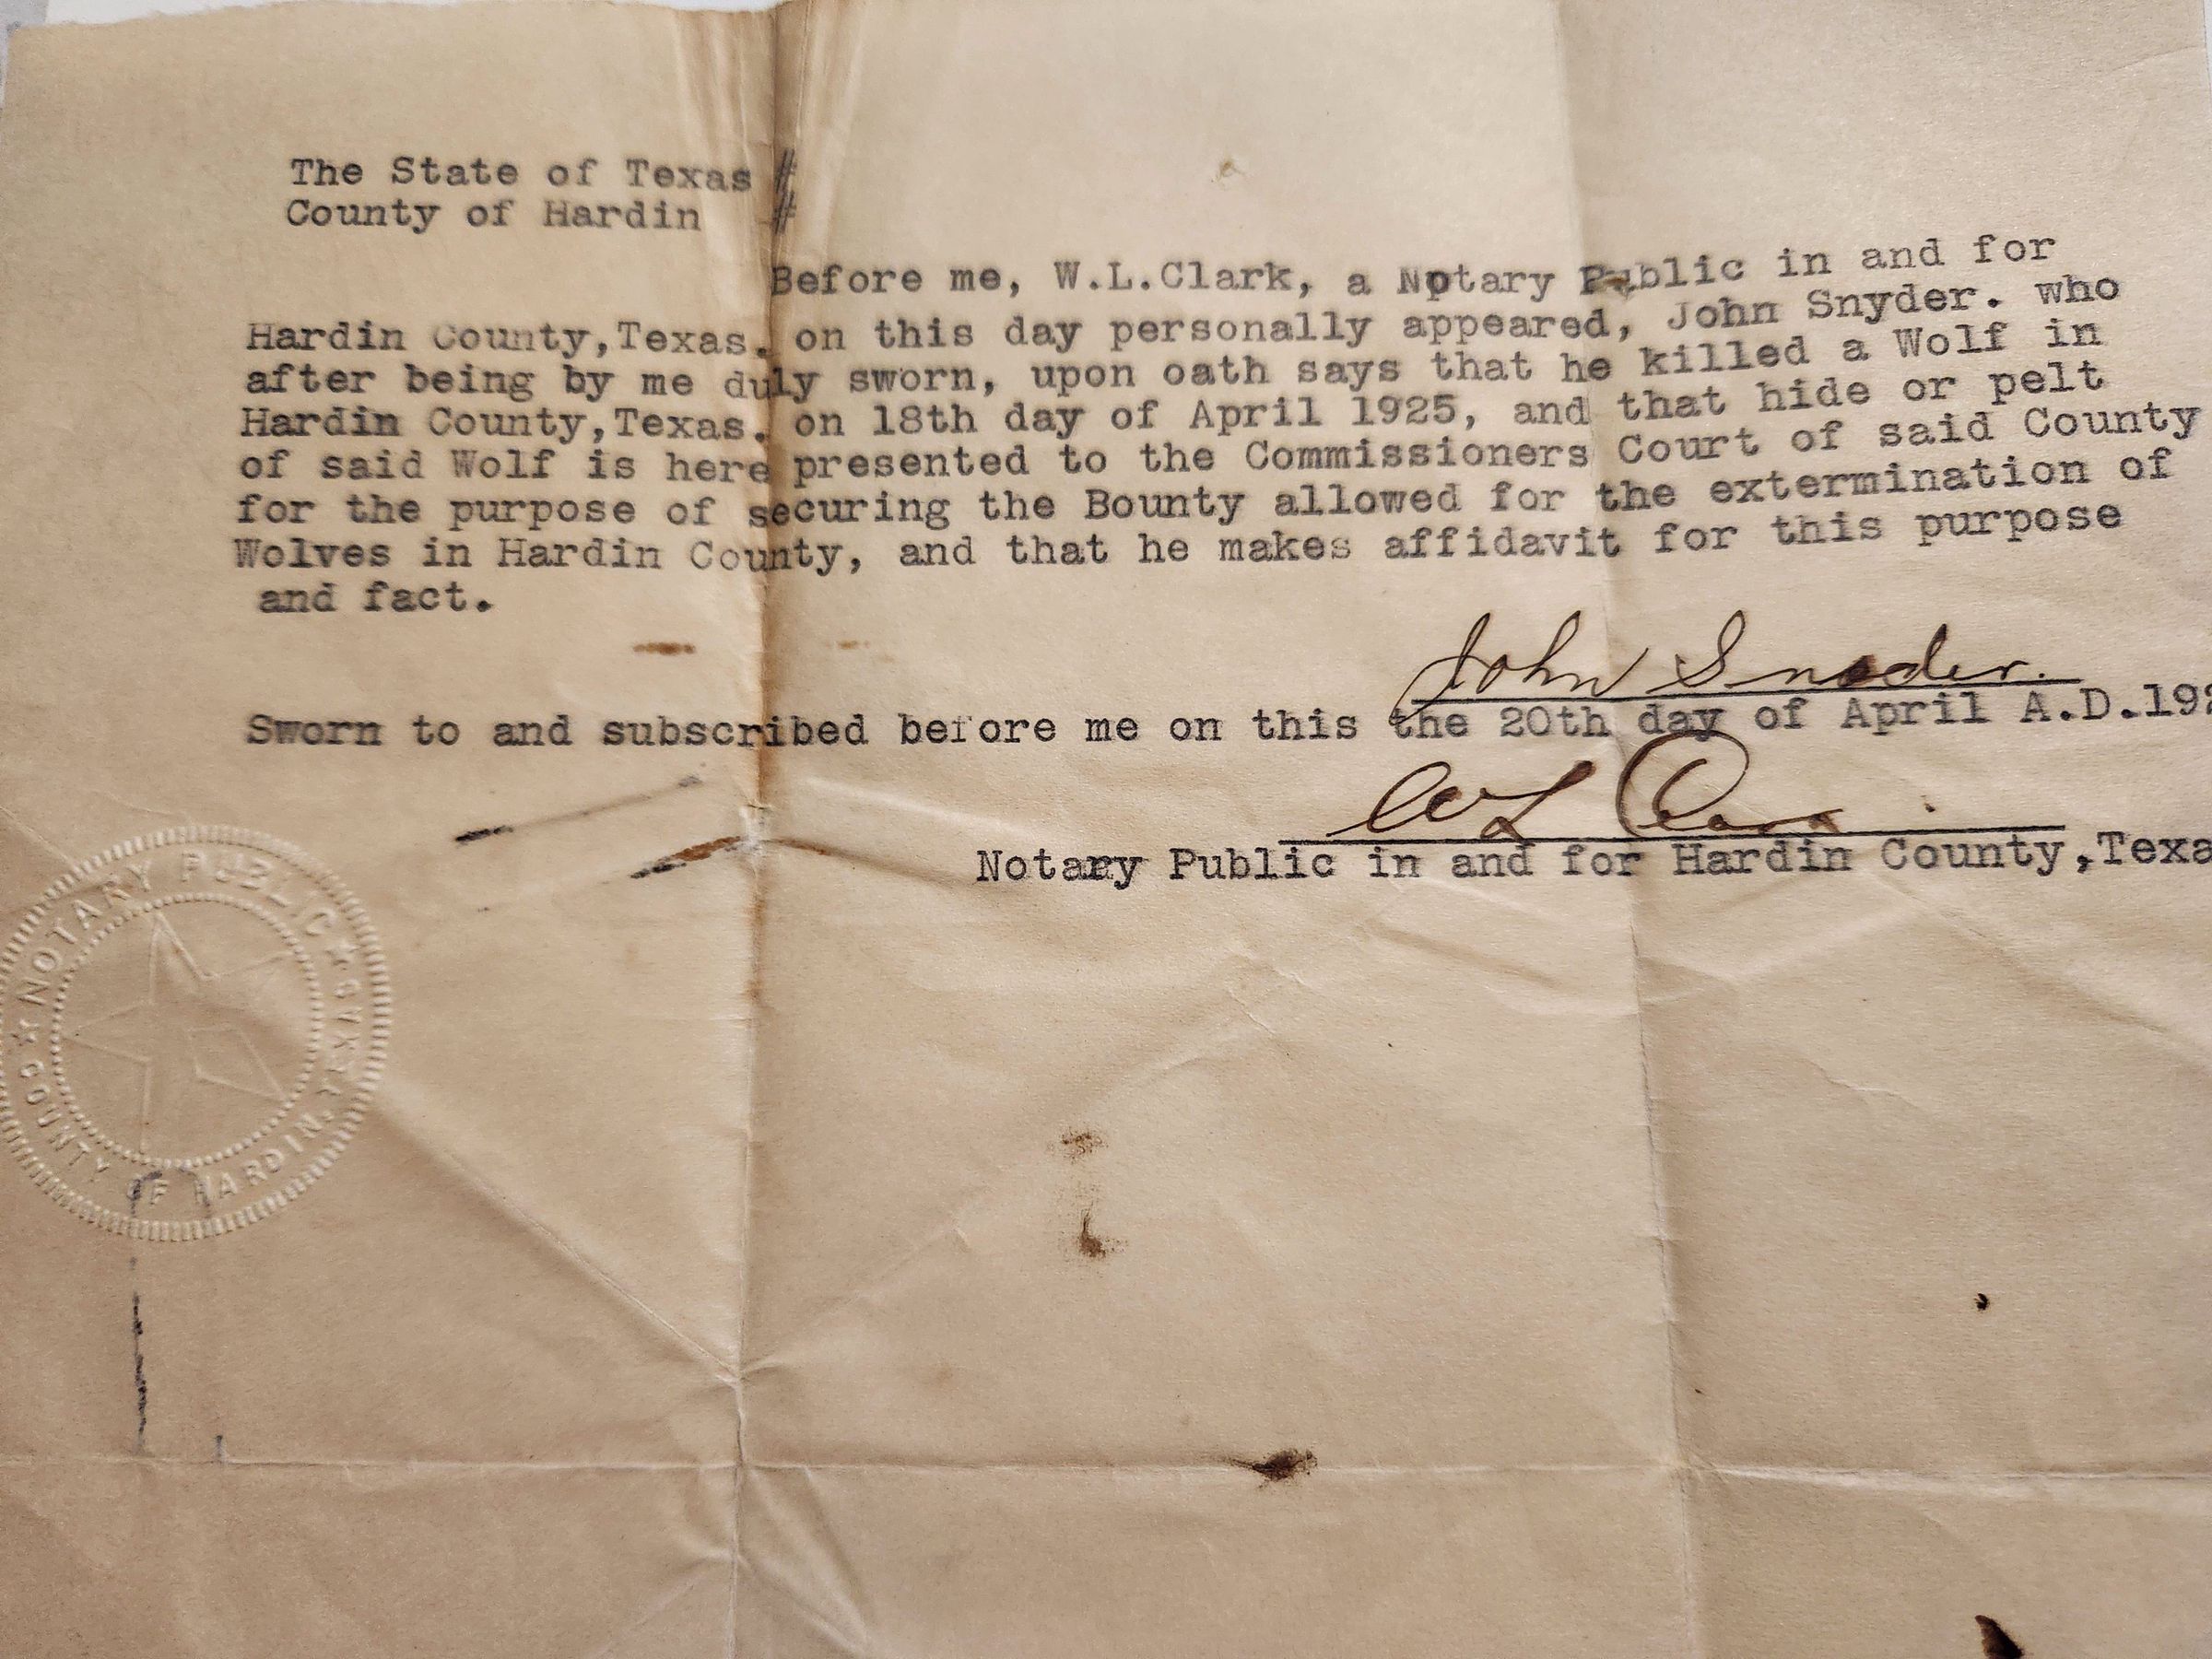 The State of Texas #
County of Hardin #
Before me, W.L.Clark, a Notary Public in and for
Hardin County,Texas. on this day personally appeared, John Snyder. who
after being by me duly sworn, upon oath says that he killed a Wolf in
Hardin County,Texas. on 18th day of April 1925, and that hide or pelt
of said Wolf is here presented to the Commissioners Court of said County
for the purpose of securing the Bounty allowed for the extermination of
Wolves in Hardin County, and that he makes affidavit for this purpose
and fact.
John Snoder.
Sworn to and subscribed before me on this the 20th day of April A.D.192
W L Clark
Notary Public in and for Hardin County,Texa
NOTARY PUBLIC
COUNTY OF HARDIN, TEXAS